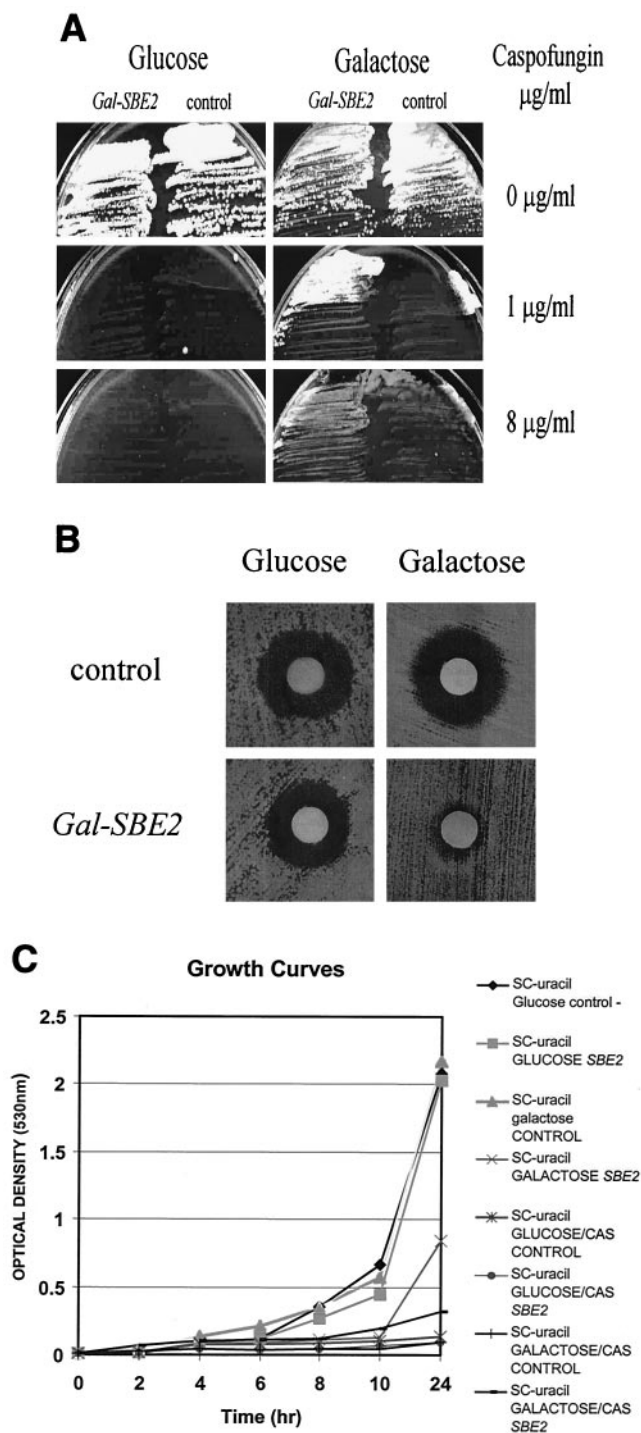 A
Glucose
Galactose
Caspofungin
µg/ml
Gal-SBE2 control
Gal-SBE2 control
0 µg/ml
1 µg/ml
8 µg/ml
B
Glucose
Galactose
control
Gal-SBE2
C
Growth Curves
OPTICAL DENSITY (530nm)
2.5
2
1.5
1
0.5
0
0 2 4 6 8 10 24
Time (hr)
SC-uracil
Glucose control -
SC-uracil
GLUCOSE SBE2
SC-uracil
galactose
CONTROL
SC-uracil
GALACTOSE SBE2
SC-uracil
GLUCOSE/CAS
CONTROL
SC-uracil
GLUCOSE/CAS
SBE2
SC-uracil
GALACTOSE/CAS
CONTROL
SC-uracil
GALACTOSE/CAS
SBE2